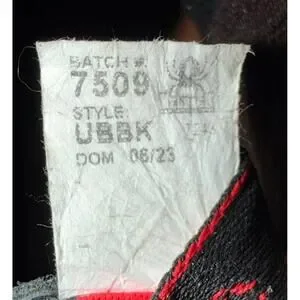 BATCH #:
7509
STYLE
UBBK
DOM 06/23